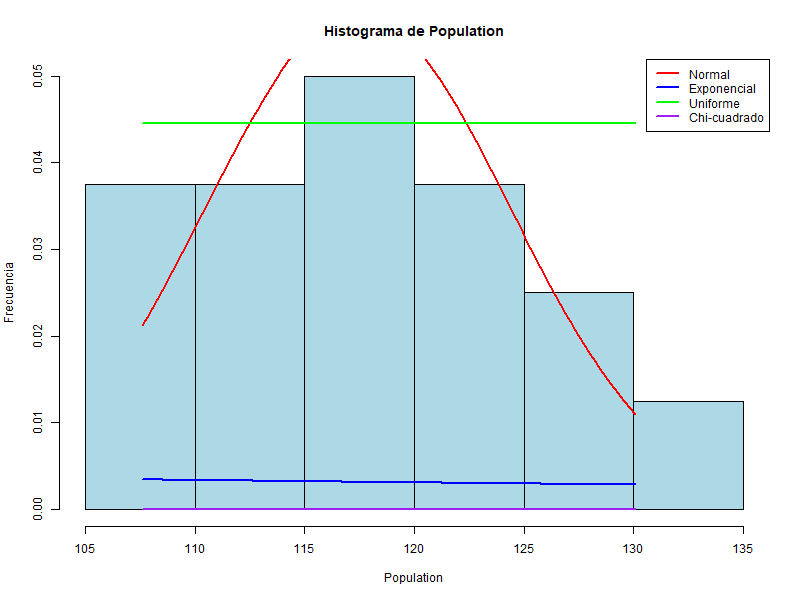 Histograma de Population
Normal
Exponencial
Uniforme
Chi-cuadrado
Frecuencia
0.05
0.04
0.03
0.02
0.01
0.00
105 110 115 120 125 130 135
Population